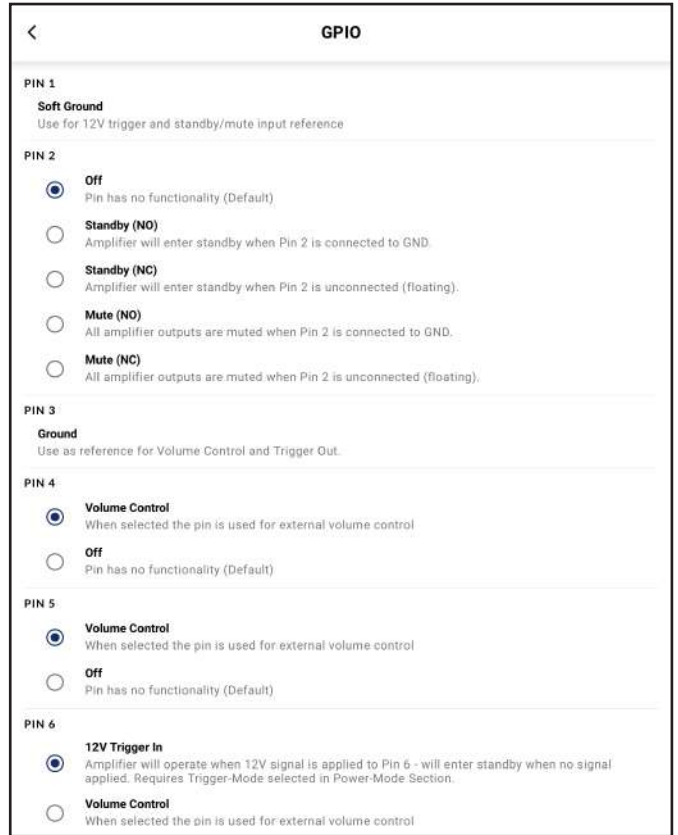 GPIO
PIN 1
Soft Ground
Use for 12V trigger and standby/mute input reference
PIN 2
Off
Pin has no functionality (Default)
Standby (NO)
Amplifier will enter standby when Pin 2 is connected to GND.
Standby (NC)
Amplifier will enter standby when Pin 2 is unconnected (floating).
Mute (NO)
All amplifier outputs are muted when Pin 2 is connected to GND.
Mute (NC)
All amplifier outputs are muted when Pin 2 is unconnected (floating).
PIN 3
Ground
Use as reference for Volume Control and Trigger Out.
PIN 4
Volume Control
When selected the pin is used for external volume control
Off
Pin has no functionality (Default)
PIN 5
Volume Control
When selected the pin is used for external volume control
Off
Pin has no functionality (Default)
PIN 6
12V Trigger In
Amplifier will operate when 12V signal is applied to Pin 6 - will enter standby when no signal
applied. Requires Trigger-Mode selected in Power-Mode Section.
Volume Control
When selected the pin is used for external volume control